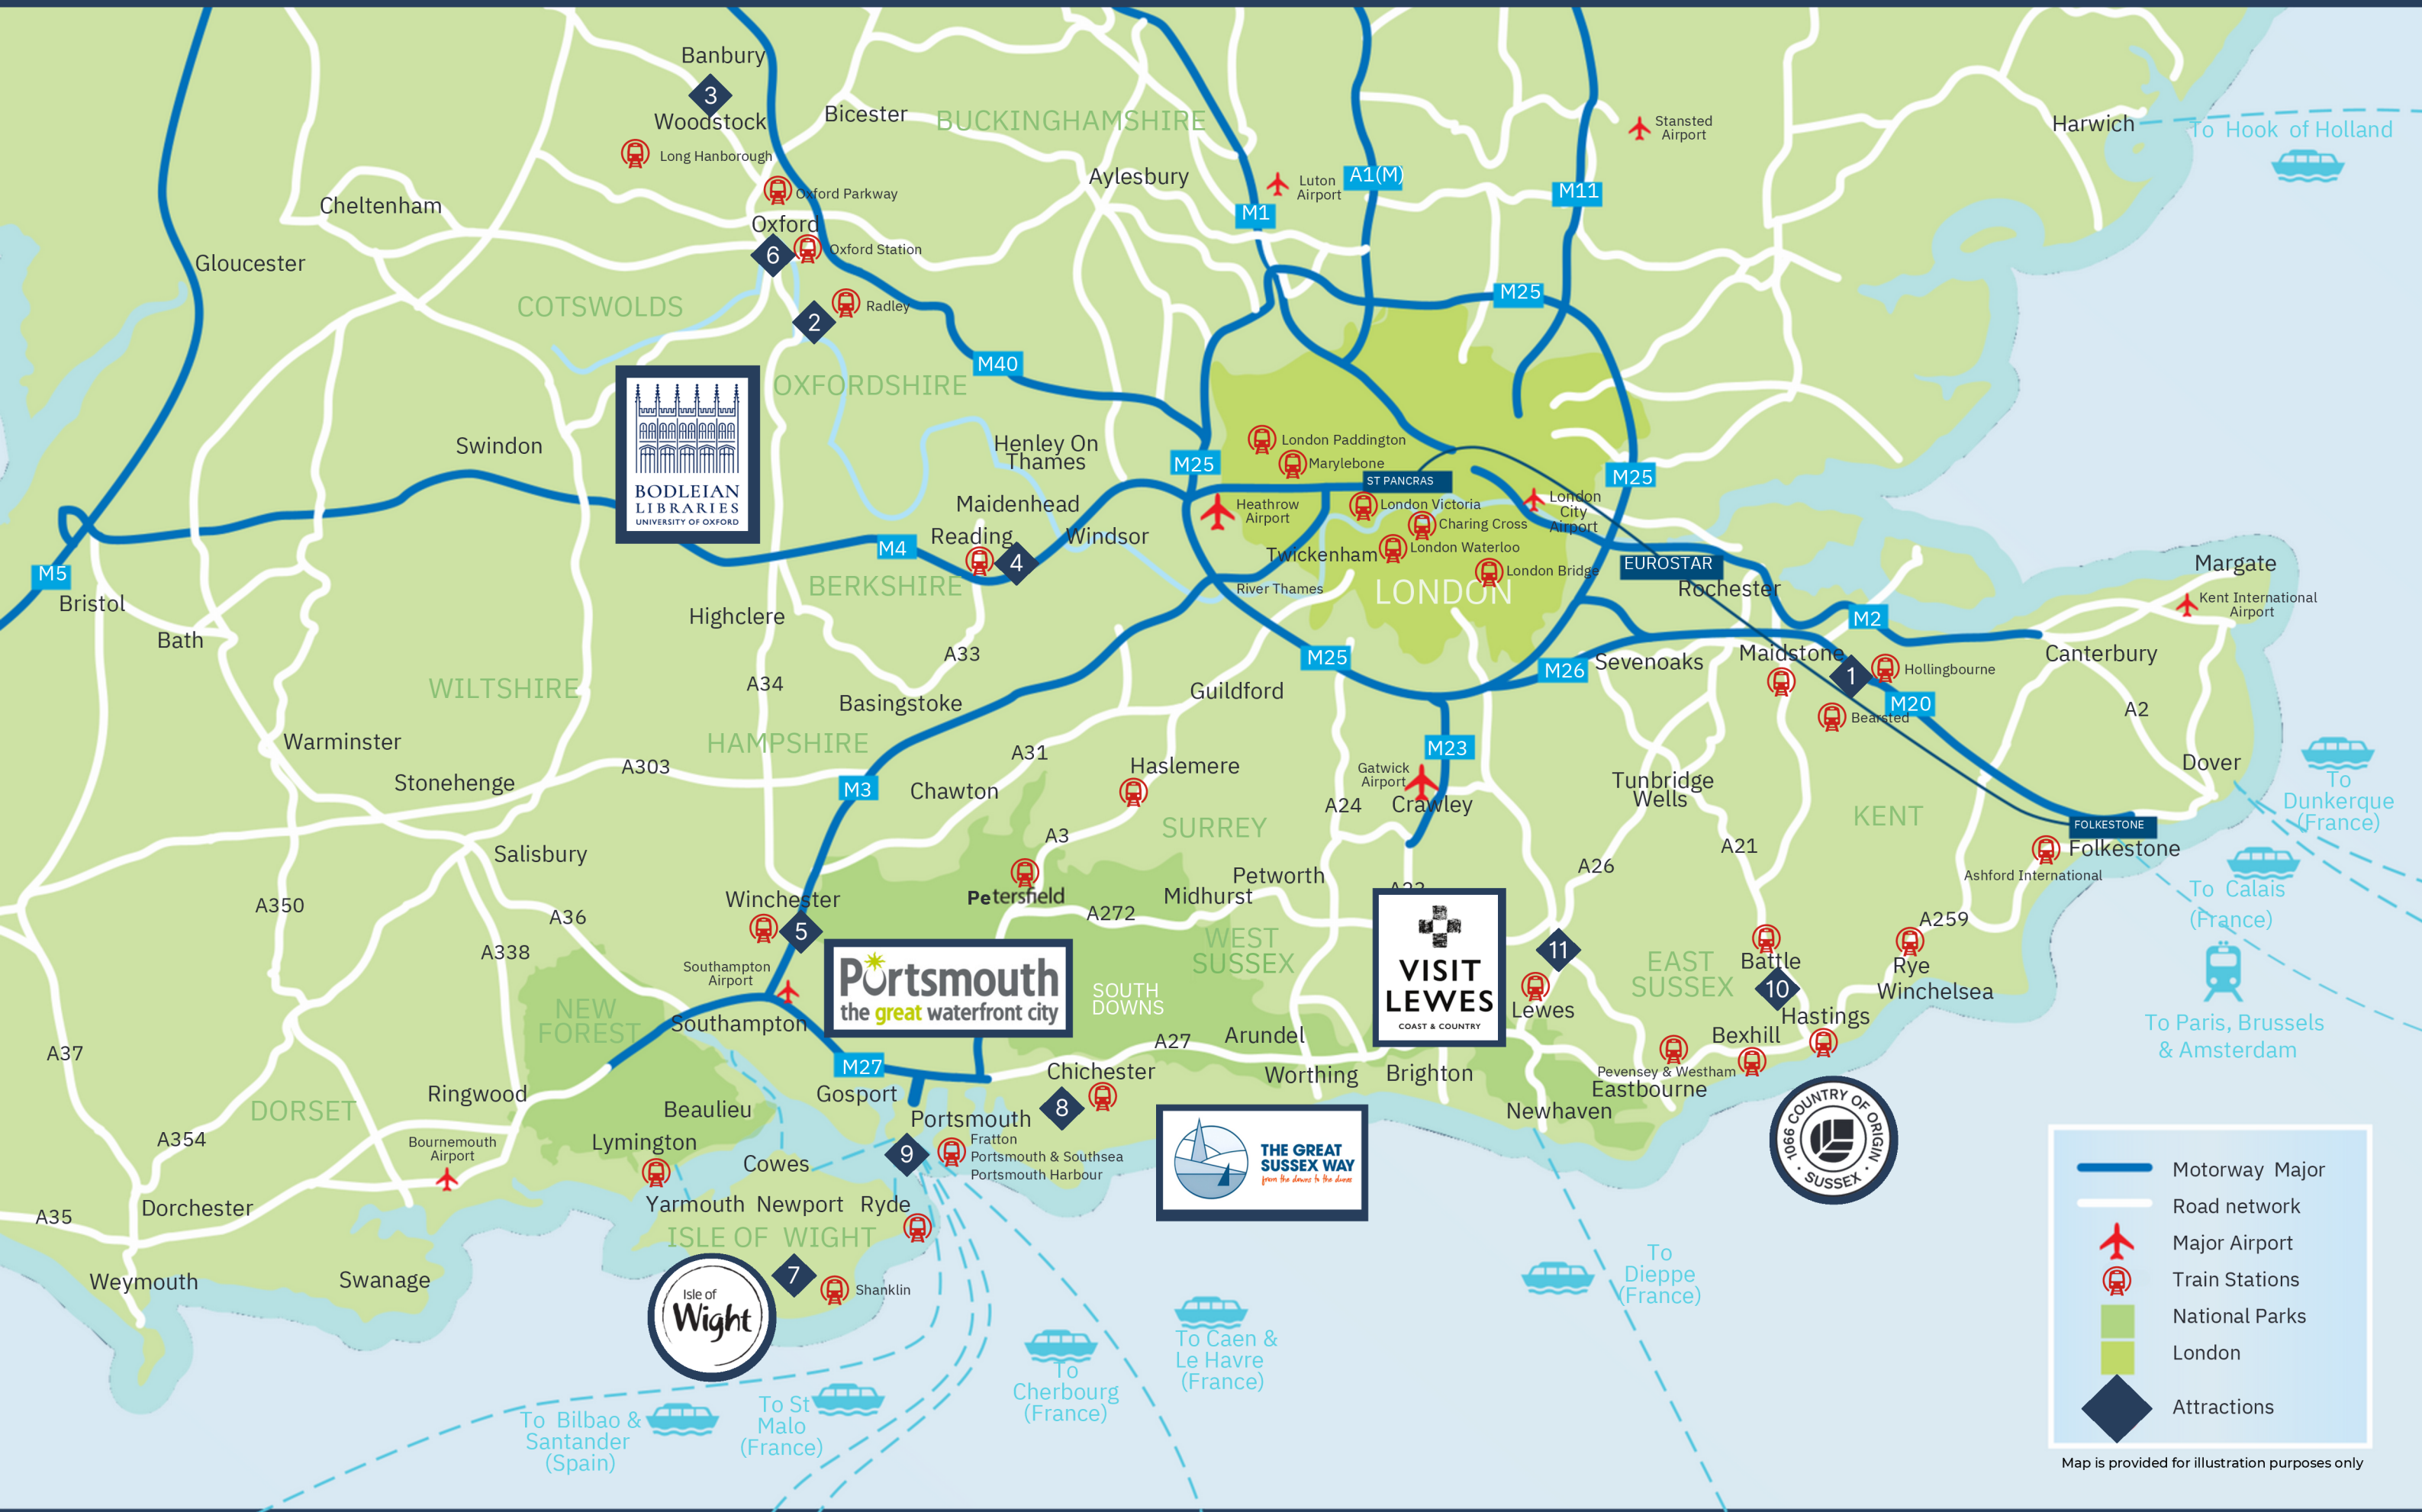 Banbury
3
Woodstock
Long Hanborough
Bicester
BUCKINGHAMSHIRE
Oxford Parkway
Oxford
6
Oxford Station
2
Radley
Aylesbury
Cheltenham
Gloucester
COTSWOLDS
OXFORDSHIRE
M40
M1
Luton
Airport
A1(M)
M11
Stansted
Airport
M25
Harwich
To Hook of Holland
Swindon
BODLEIAN
LIBRARIES
UNIVERSITY OF OXFORD
Henley On
Thames
Maidenhead
Reading
4
Windsor
M4
BERKSHIRE
M25
London Paddington
Marylebone
ST PANCRAS
Heathrow
Airport
London Victoria
Charing Cross
London Waterloo
Twickenham
London Bridge
River Thames
LONDON
London
City
Airport
M25
EUROSTAR
Rochester
M2
Margate
Kent International
Airport
M5
Bristol
Bath
Highclere
A33
A34
WILTSHIRE
Basingstoke
HAMPSHIRE
Warminster
Stonehenge
A303
M3
Chawton
A31
Guildford
M25
M26
Sevenoaks
Maidstone
1
Hollingbourne
Bearsted
M20
Canterbury
A2
Dover
To
Dunkerque
(France)
M23
Gatwick
Airport
Crawley
A24
Haslemere
A3
SURREY
Tunbridge
Wells
KENT
A21
A26
FOLKESTONE
Folkestone
Ashford International
To Calais
(France)
Salisbury
A350
A36
A338
Winchester
5
Petersfield
A272
Midhurst
Petworth
A23
WEST
SUSSEX
SOUTH
DOWNS
Southampton
Airport
Portsmouth
the great waterfront city
VISIT
LEWES
COAST & COUNTRY
11
Lewes
EAST
SUSSEX
Battle
10
A259
Rye
Winchelsea
Hastings
Bexhill
Pevensey & Westham
Eastbourne
To Paris, Brussels
& Amsterdam
NEW
FOREST
Southampton
A37
M27
Gosport
A27
Arundel
Chichester
8
Worthing
Brighton
Newhaven
Ringwood
DORSET
Beaulieu
Portsmouth
A354
Bournemouth
Airport
Lymington
9
Fratton
Portsmouth & Southsea
Portsmouth Harbour
Cowes
THE GREAT
SUSSEX WAY
from the downs to the dunes
1066 COUNTRY OF ORIGIN
• SUSSEX •
Yarmouth
Newport
Ryde
ISLE OF WIGHT
A35
Dorchester
Weymouth
Swanage
7
Shanklin
Isle of
Wight
To
Dieppe
(France)
To Caen &
Le Havre
(France)
To
Cherbourg
(France)
To St
Malo
(France)
To Bilbao &
Santander
(Spain)
Motorway Major
Road network
Major Airport
Train Stations
National Parks
London
Attractions
Map is provided for illustration purposes only